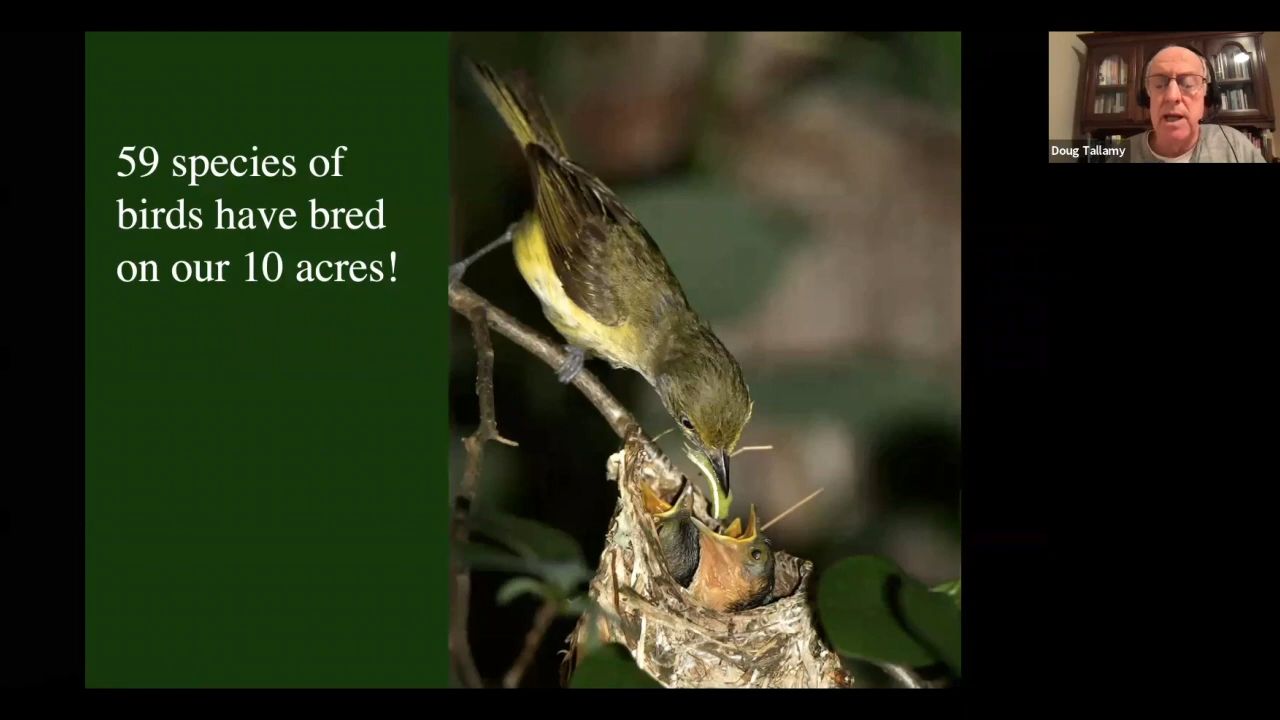 59 species of
birds have bred
on our 10 acres!
Doug Tallamy